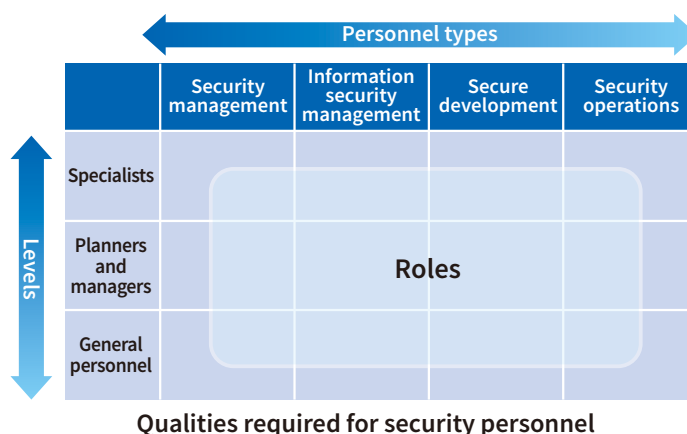 Personnel types
Security
management
Information
security
management
Secure
development
Security
operations
Levels
Specialists
Planners
and
managers
General
personnel
Roles
Qualities required for security personnel